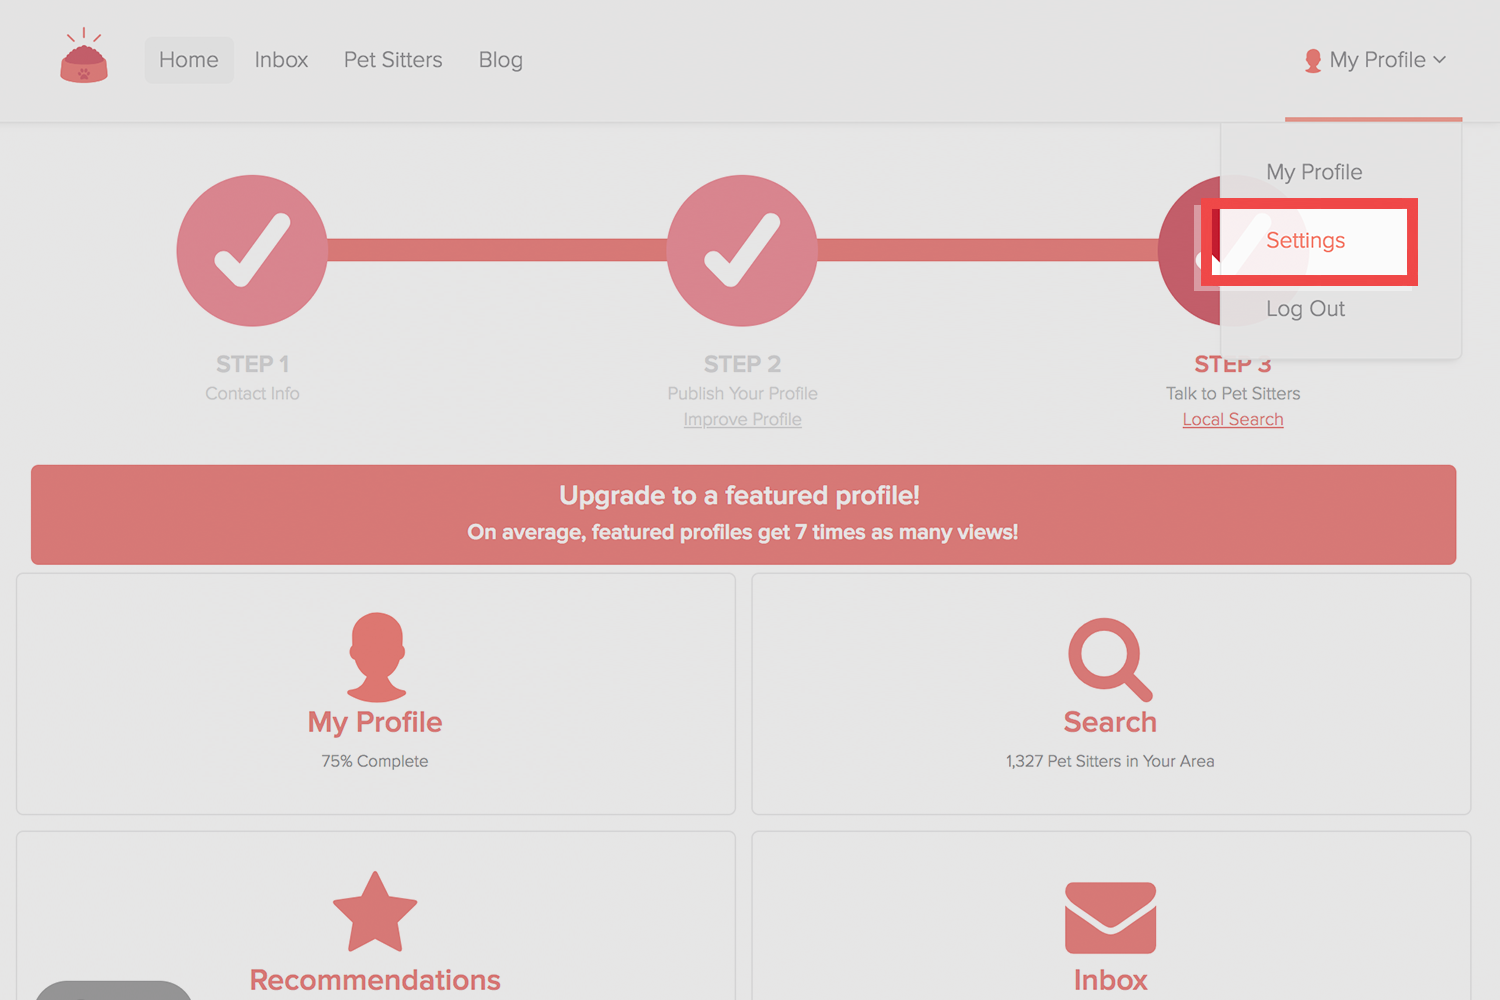 Home Inbox Pet Sitters Blog My Profile
My Profile
Settings
Log Out
STEP 1
Contact Info
STEP 2
Publish Your Profile
Improve Profile
STEP 3
Talk to Pet Sitters
Local Search
Upgrade to a featured profile!
On average, featured profiles get 7 times as many views!
My Profile
75% Complete
Search
1,327 Pet Sitters in Your Area
Recommendations
Inbox